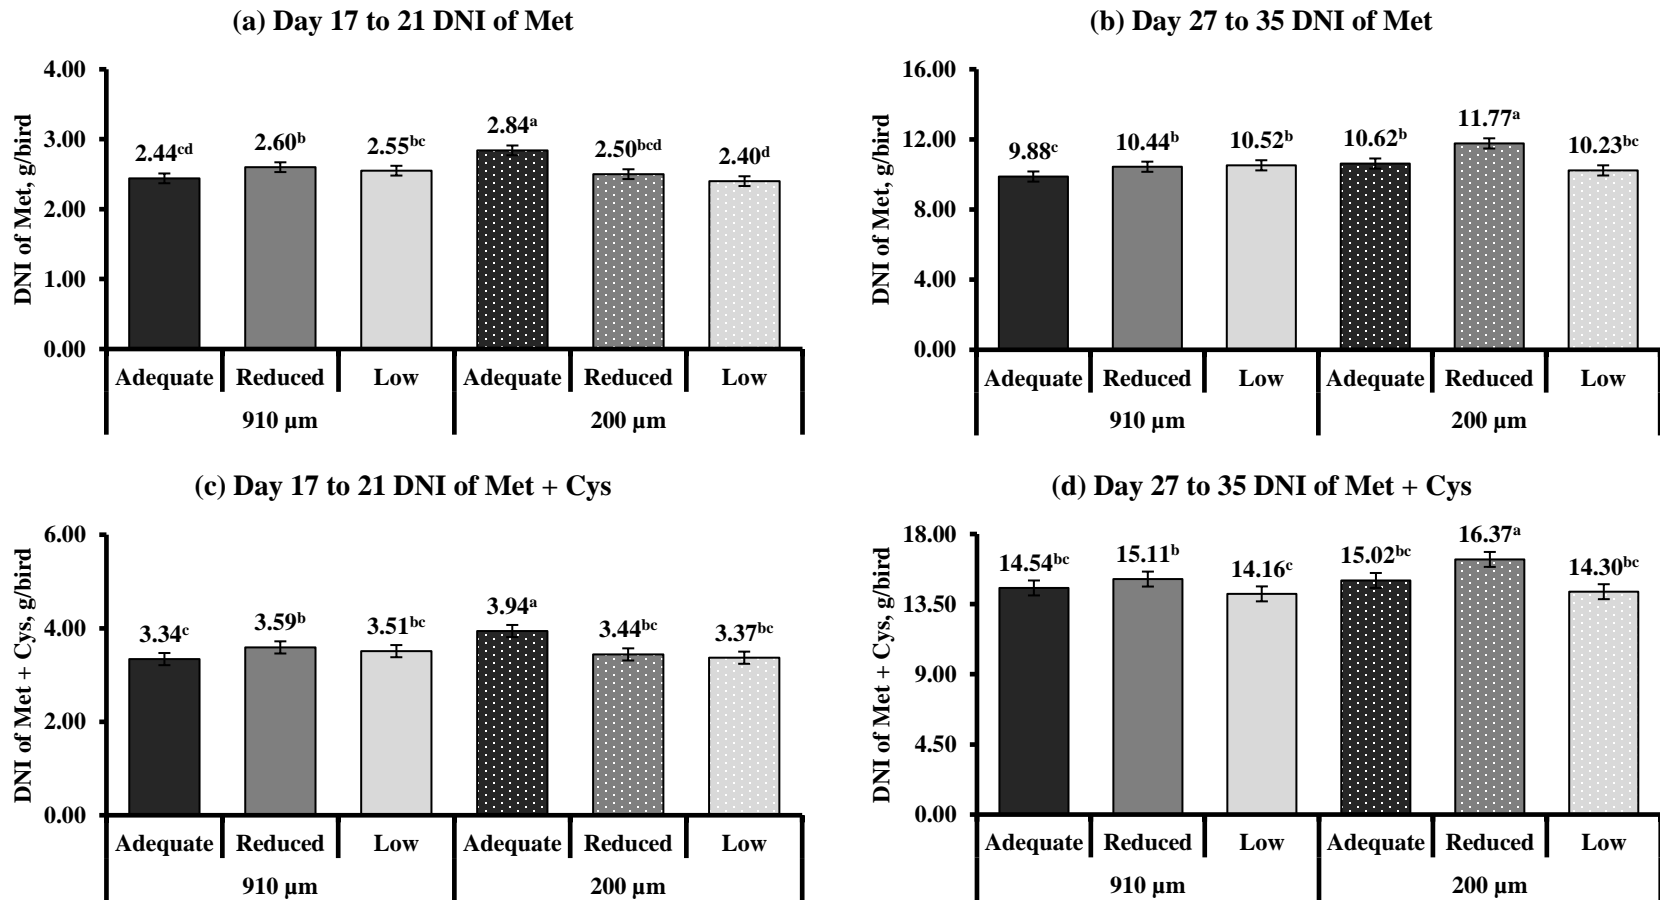 (a) Day 17 to 21 DNI of Met
DNI of Met, g/bird
4.00
3.00
2.00
1.00
0.00
2.44cd
2.60b
2.55bc
2.84a
2.50bcd
2.40d
Adequate Reduced Low Adequate Reduced Low
910 µm 200 µm
(b) Day 27 to 35 DNI of Met
DNI of Met, g/bird
16.00
12.00
8.00
4.00
0.00
9.88c
10.44b
10.52b
10.62b
11.77a
10.23bc
Adequate Reduced Low Adequate Reduced Low
910 µm 200 µm
(c) Day 17 to 21 DNI of Met + Cys
DNI of Met + Cys, g/bird
6.00
4.00
2.00
0.00
3.34c
3.59b
3.51bc
3.94a
3.44bc
3.37bc
Adequate Reduced Low Adequate Reduced Low
910 µm 200 µm
(d) Day 27 to 35 DNI of Met + Cys
DNI of Met + Cys, g/bird
18.00
13.50
9.00
4.50
0.00
14.54bc
15.11b
14.16c
15.02bc
16.37a
14.30bc
Adequate Reduced Low Adequate Reduced Low
910 µm 200 µm